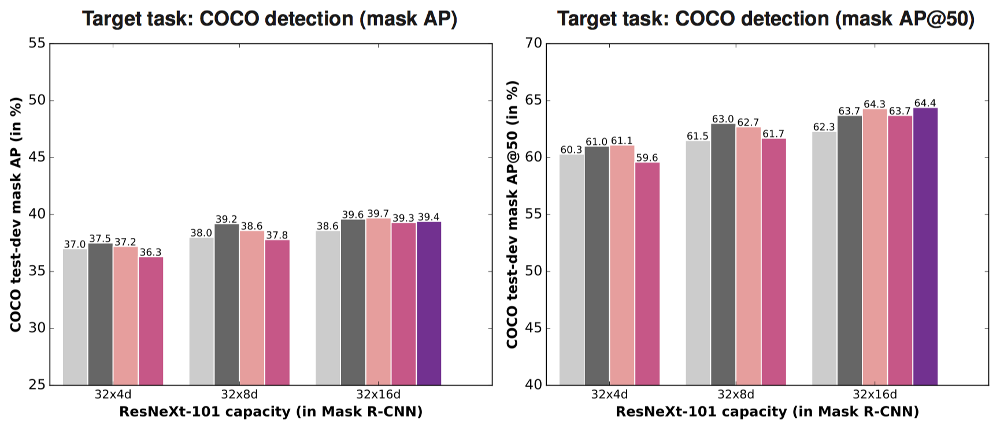 Target task: COCO detection (mask AP)
COCO test-dev mask AP (in %)
55
50
45
40
35
30
25
37.0 37.5 37.2 36.3
38.0 39.2 38.6 37.8
38.6 39.6 39.7 39.3 39.4
32x4d 32x8d 32x16d
ResNeXt-101 capacity (in Mask R-CNN)
Target task: COCO detection (mask AP@50)
COCO test-dev mask AP@50 (in %)
70
65
60
55
50
45
40
60.3 61.0 61.1 59.6
61.5 63.0 62.7 61.7
62.3 63.7 64.3 63.7 64.4
32x4d 32x8d 32x16d
ResNeXt-101 capacity (in Mask R-CNN)